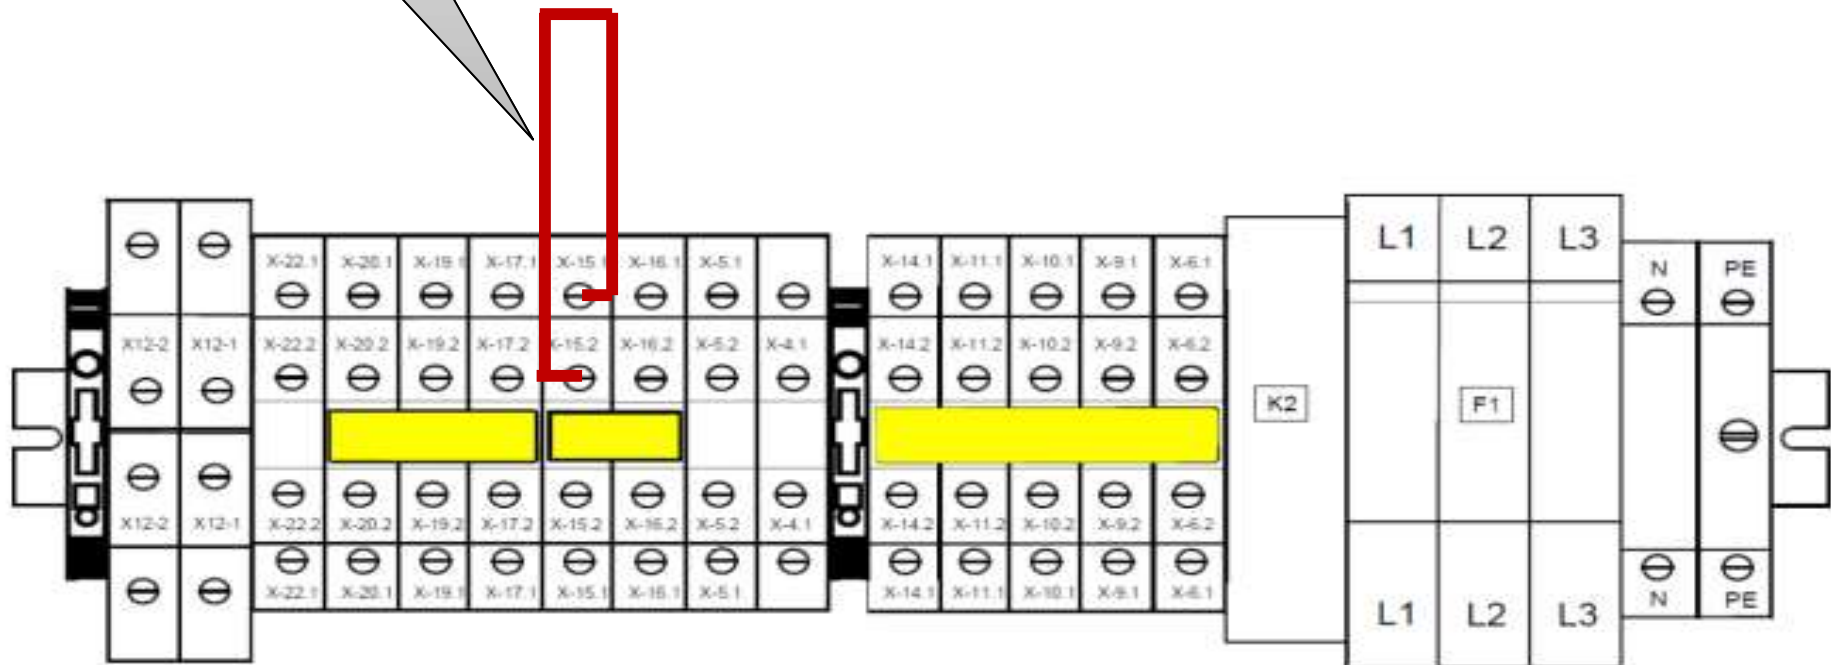 L1 L2 L3
N PE
X-22.1 X-20.1 X-19.1 X-17.1 X-15.1 X-16.1 X-5.1 X-14.1 X-11.1 X-10.1 X-9.1 X-6.1
X12-2 X12-1 X-22.2 X-20.2 X-19.2 X-17.2 X-15.2 X-16.2 X-5.2 X-4.1 X-14.2 X-11.2 X-10.2 X-9.2 X-6.2
K2 F1
X12-2 X12-1 X-22.2 X-20.2 X-19.2 X-17.2 X-15.2 X-16.2 X-5.2 X-4.1 X-14.2 X-11.2 X-10.2 X-9.2 X-6.2
X-22.1 X-20.1 X-19.1 X-17.1 X-15.1 X-16.1 X-5.1 X-14.1 X-11.1 X-10.1 X-9.1 X-6.1
N PE
L1 L2 L3